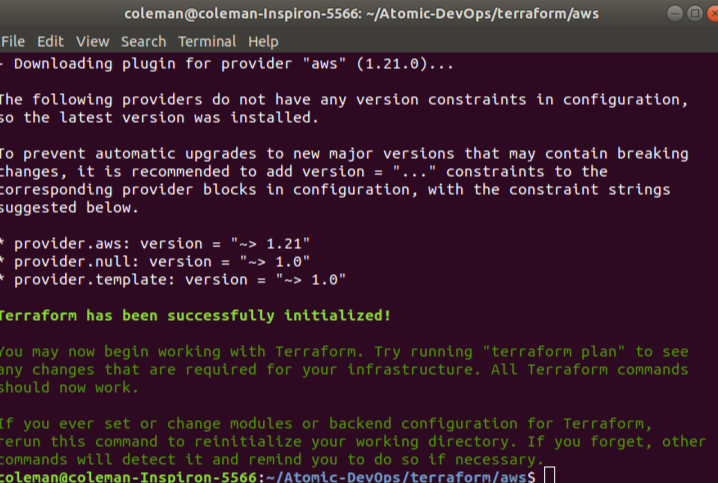 coleman@coleman-Inspiron-5566: ~/Atomic-DevOps/terraform/aws
File Edit View Search Terminal Help
- Downloading plugin for provider "aws" (1.21.0)...
The following providers do not have any version constraints in configuration,
so the latest version was installed.
To prevent automatic upgrades to new major versions that may contain breaking
changes, it is recommended to add version = "..." constraints to the
corresponding provider blocks in configuration, with the constraint strings
suggested below.
* provider.aws: version = "~> 1.21"
* provider.null: version = "~> 1.0"
* provider.template: version = "~> 1.0"
Terraform has been successfully initialized!
You may now begin working with Terraform. Try running "terraform plan" to see
any changes that are required for your infrastructure. All Terraform commands
should now work.
If you ever set or change modules or backend configuration for Terraform,
rerun this command to reinitialize your working directory. If you forget, other
commands will detect it and remind you to do so if necessary.
coleman@coleman-Inspiron-5566:~/Atomic-DevOps/terraform/aws$